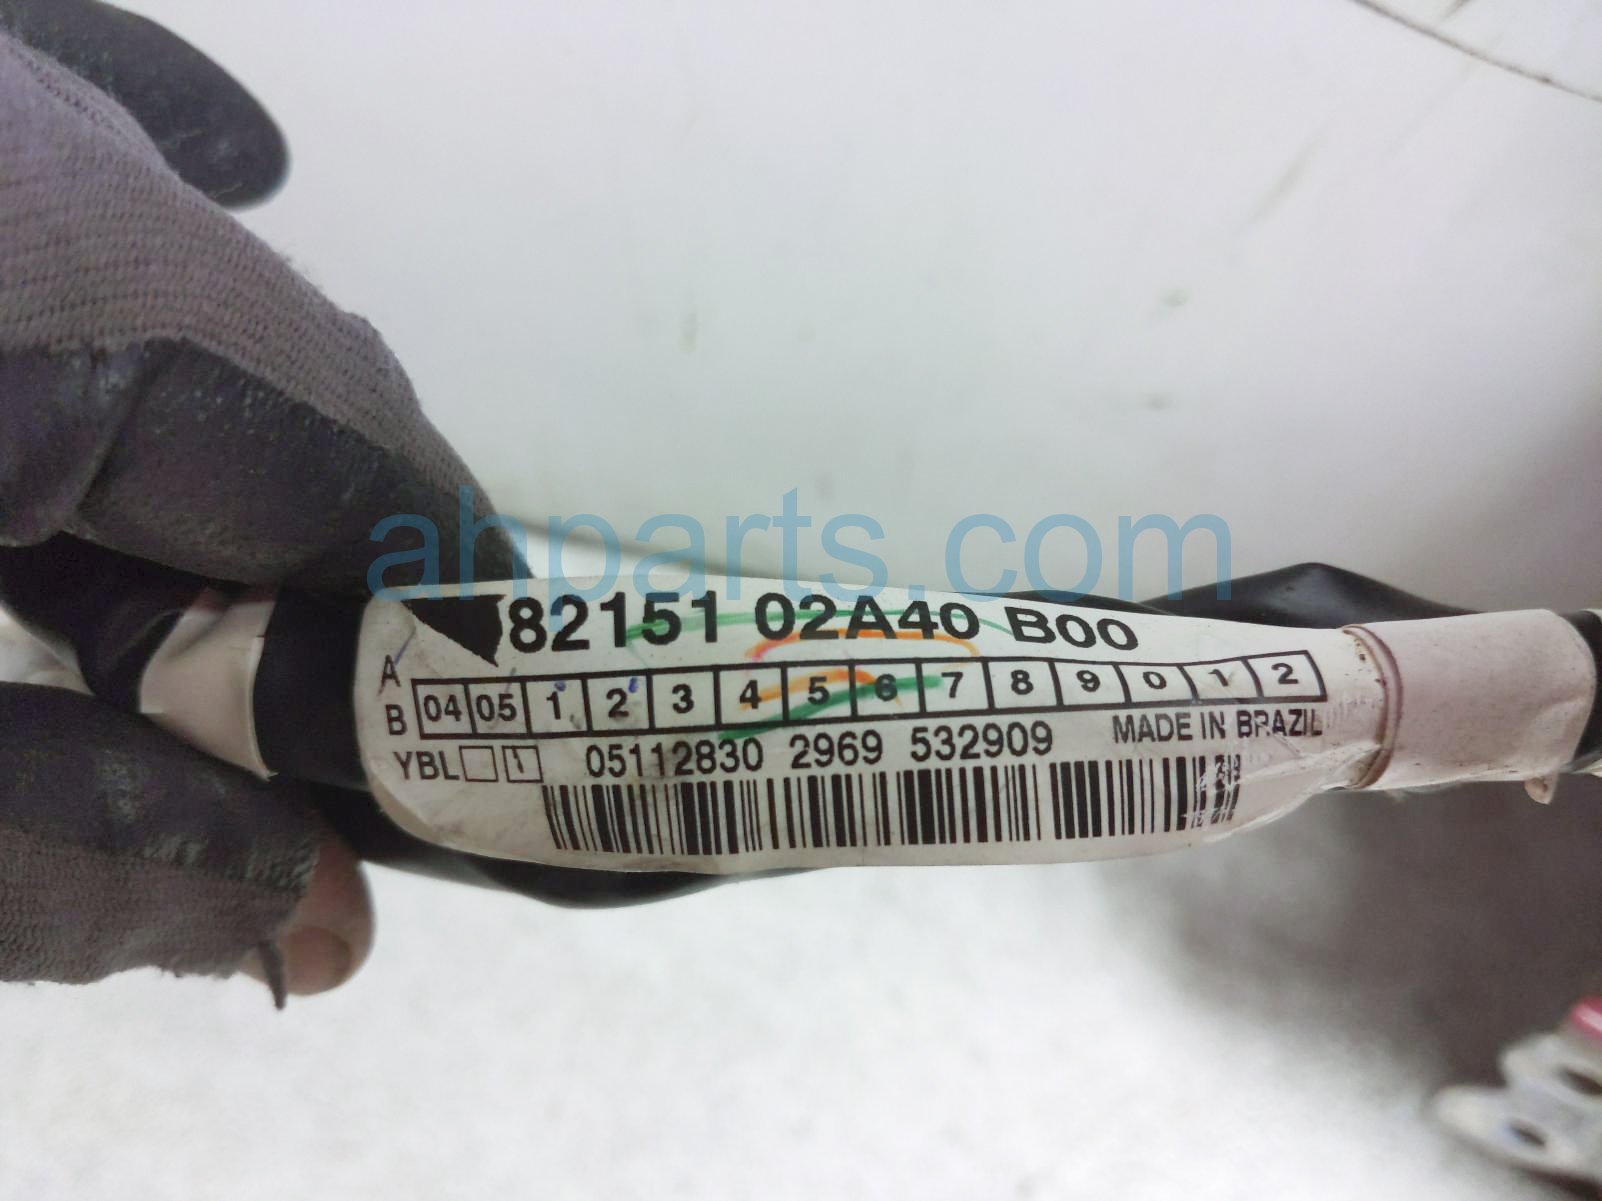 ahparts.com
82151 02A40 B00
A
B 04 05 1 2 3 4 5 6 7 8 9 0 1 2
YBL 1 05112830 2969 532909 MADE IN BRAZIL